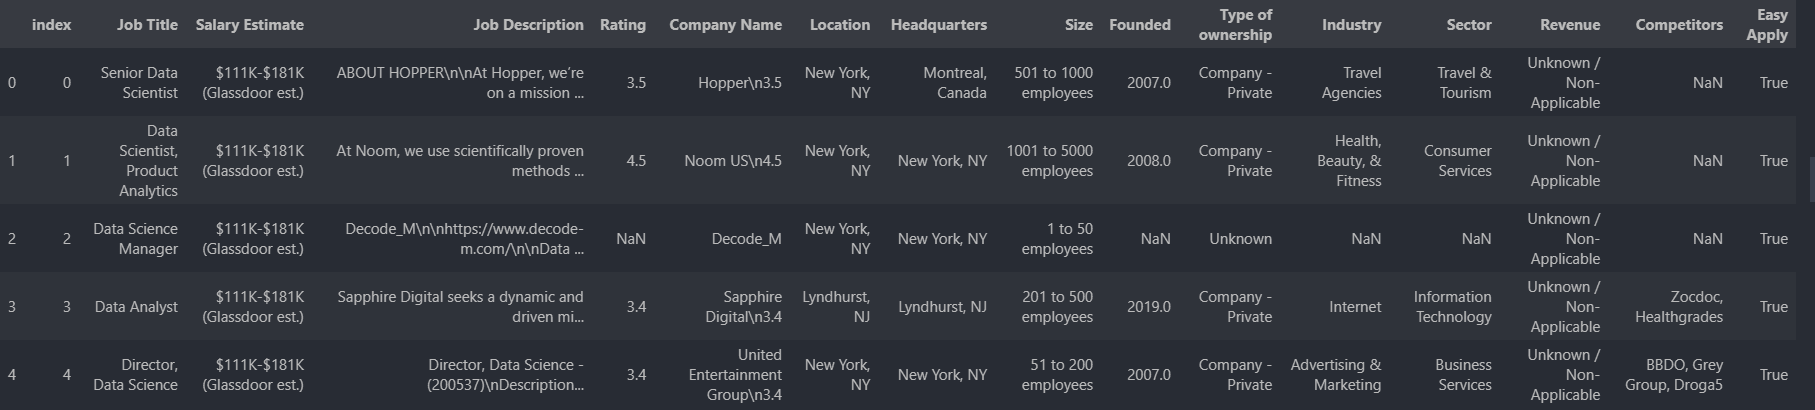 index Job Title Salary Estimate Job Description Rating Company Name Location Headquarters Size Founded Type of ownership Industry Sector Revenue Competitors Easy Apply
0 0 Senior Data Scientist $111K-$181K (Glassdoor est.) ABOUT HOPPER\n\nAt Hopper, we’re on a mission ... 3.5 Hopper\n3.5 New York, NY Montreal, Canada 501 to 1000 employees 2007.0 Company - Private Travel Agencies Travel & Tourism Unknown / Non-Applicable NaN True
1 1 Data Scientist, Product Analytics $111K-$181K (Glassdoor est.) At Noom, we use scientifically proven methods ... 4.5 Noom US\n4.5 New York, NY New York, NY 1001 to 5000 employees 2008.0 Company - Private Health, Beauty, & Fitness Consumer Services Unknown / Non-Applicable NaN True
2 2 Data Science Manager $111K-$181K (Glassdoor est.) Decode_M\n\nhttps://www.decode-m.com/\n\nData ... NaN Decode_M New York, NY New York, NY 1 to 50 employees NaN Unknown NaN NaN Unknown / Non-Applicable NaN True
3 3 Data Analyst $111K-$181K (Glassdoor est.) Sapphire Digital seeks a dynamic and driven mi... 3.4 Sapphire Digital\n3.4 Lyndhurst, NJ Lyndhurst, NJ 201 to 500 employees 2019.0 Company - Private Internet Information Technology Unknown / Non-Applicable Zocdoc, Healthgrades True
4 4 Director, Data Science $111K-$181K (Glassdoor est.) Director, Data Science - (200537)\nDescription... 3.4 United Entertainment Group\n3.4 New York, NY New York, NY 51 to 200 employees 2007.0 Company - Private Advertising & Marketing Business Services Unknown / Non-Applicable BBDO, Grey Group, Droga5 True